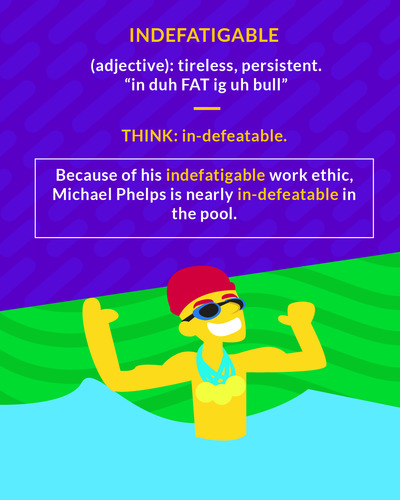 INDEFATIGABLE
(adjective): tireless, persistent.
“in duh FAT ig uh bull”
THINK: in-defeatable.
Because of his indefatigable work ethic,
Michael Phelps is nearly in-defeatable in
the pool.